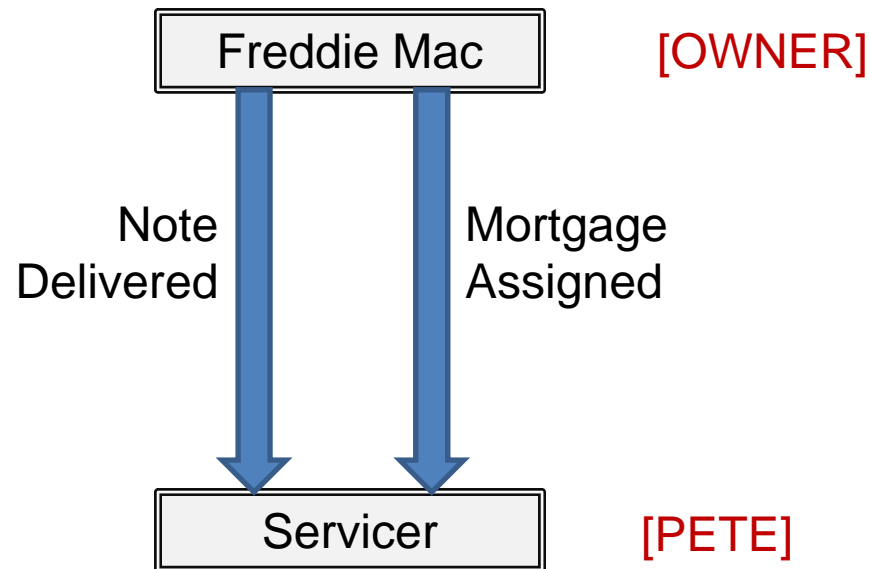 Freddie Mac
[OWNER]
Note
Delivered
Mortgage
Assigned
Servicer
[PETE]